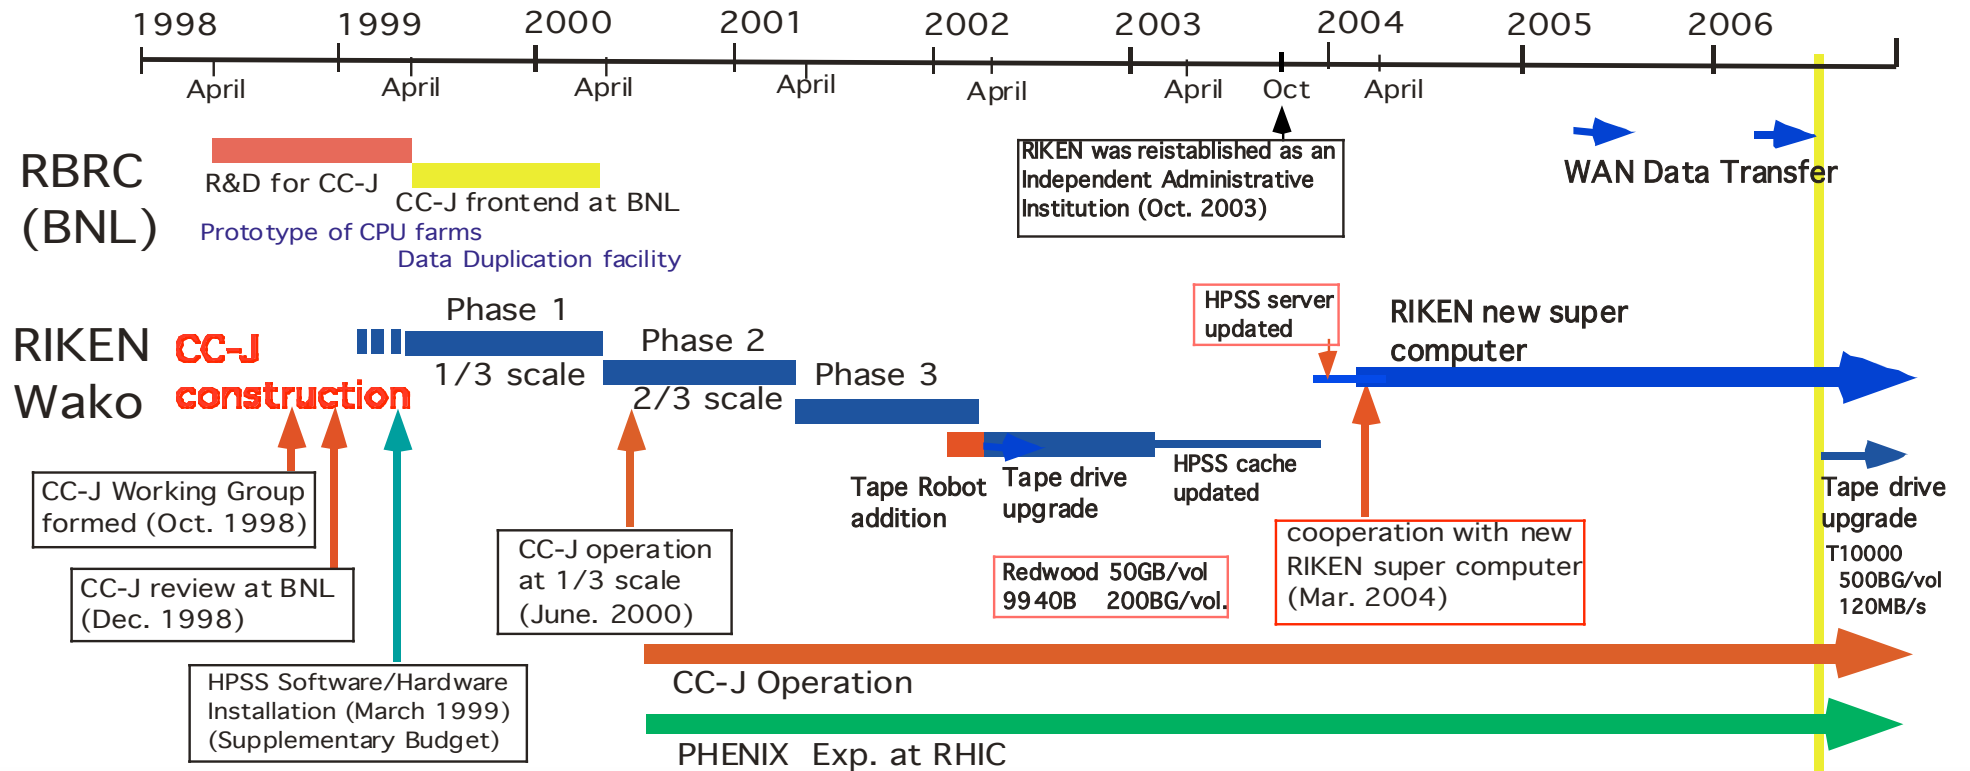 1998 1999 2000 2001 2002 2003 2004 2005 2006
April April April April April April Oct April
RBRC
(BNL)
R&D for CC-J
CC-J frontend at BNL
Prototype of CPU farms
Data Duplication facility
RIKEN was reistablished as an
Independent Administrative
Institution (Oct. 2003)
WAN Data Transfer
RIKEN
Wako
CC-J
construction
Phase 1
1/3 scale
Phase 2
2/3 scale
Phase 3
HPSS server
updated
RIKEN new super
computer
Tape Robot
addition
Tape drive
upgrade
HPSS cache
updated
Tape drive
upgrade
T10000
500BG/vol
120MB/s
CC-J Working Group
formed (Oct. 1998)
CC-J review at BNL
(Dec. 1998)
HPSS Software/Hardware
Installation (March 1999)
(Supplementary Budget)
CC-J operation
at 1/3 scale
(June. 2000)
Redwood 50GB/vol
9940B 200BG/vol.
cooperation with new
RIKEN super computer
(Mar. 2004)
CC-J Operation
PHENIX Exp. at RHIC